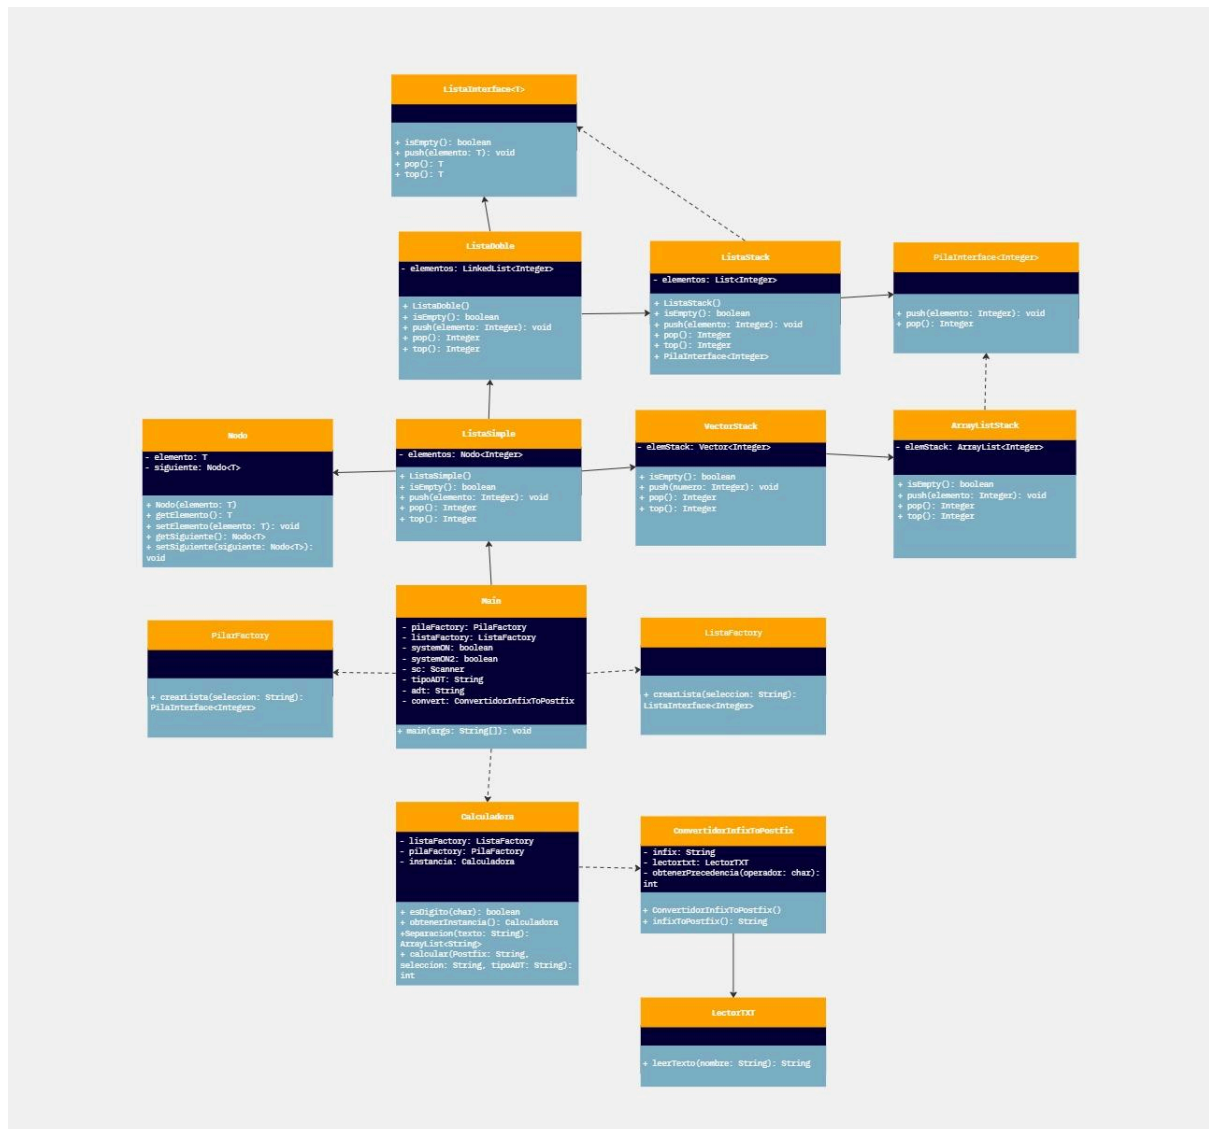 ListaInterface<T>
+ isEmpty(): boolean
+ push(elemento: T): void
+ pop(): T
+ top(): T
ListaDoble
- elementos: LinkedList<Integer>
+ ListaDoble()
+ isEmpty(): boolean
+ push(elemento: Integer): void
+ pop(): Integer
+ top(): Integer
ListaStack
- elementos: List<Integer>
+ ListaStack()
+ isEmpty(): boolean
+ push(elemento: Integer): void
+ pop(): Integer
+ top(): Integer
+ PilaInterface<Integer>
PilaInterface<Integer>
+ push(elemento: Integer): void
+ pop(): Integer
Nodo
- elemento: T
- siguiente: Nodo<T>
+ Nodo(elemento: T)
+ getElemento(): T
+ setElemento(elemento: T): void
+ getSiguiente(): Nodo<T>
+ setSiguiente(siguiente: Nodo<T>):
void
ListaSimple
- elementos: Nodo<Integer>
+ ListaSimple()
+ isEmpty(): boolean
+ push(elemento: Integer): void
+ pop(): Integer
+ top(): Integer
VectorStack
- elemStack: Vector<Integer>
+ isEmpty(): boolean
+ push(numero: Integer): void
+ pop(): Integer
+ top(): Integer
ArrayListStack
- elemStack: ArrayList<Integer>
+ isEmpty(): boolean
+ push(elemento: Integer): void
+ pop(): Integer
+ top(): Integer
PilarFactory
+ crearLista(seleccion: String):
PilaInterface<Integer>
Main
- pilaFactory: PilaFactory
- listaFactory: ListaFactory
- systemON: boolean
- systemON2: boolean
- sc: Scanner
- tipoADT: String
- adt: String
- convert: ConvertidorInfixToPostfix
+ main(args: String[]): void
ListaFactory
+ crearLista(seleccion: String):
ListaInterface<Integer>
Calculadora
- listaFactory: ListaFactory
- pilaFactory: PilaFactory
- instancia: Calculadora
+ esDigito(char): boolean
+ obtenerInstancia(): Calculadora
+Separacion(texto: String):
ArrayList<String>
+ calcular(Postfix: String,
seleccion: String, tipoADT: String):
int
ConvertidorInfixToPostfix
- infix: String
- lectortxt: LectorTXT
- obtenerPrecedencia(operador: char):
int
+ ConvertidorInfixToPostfix()
+ infixToPostfix(): String
LectorTXT
+ leerTexto(nombre: String): String